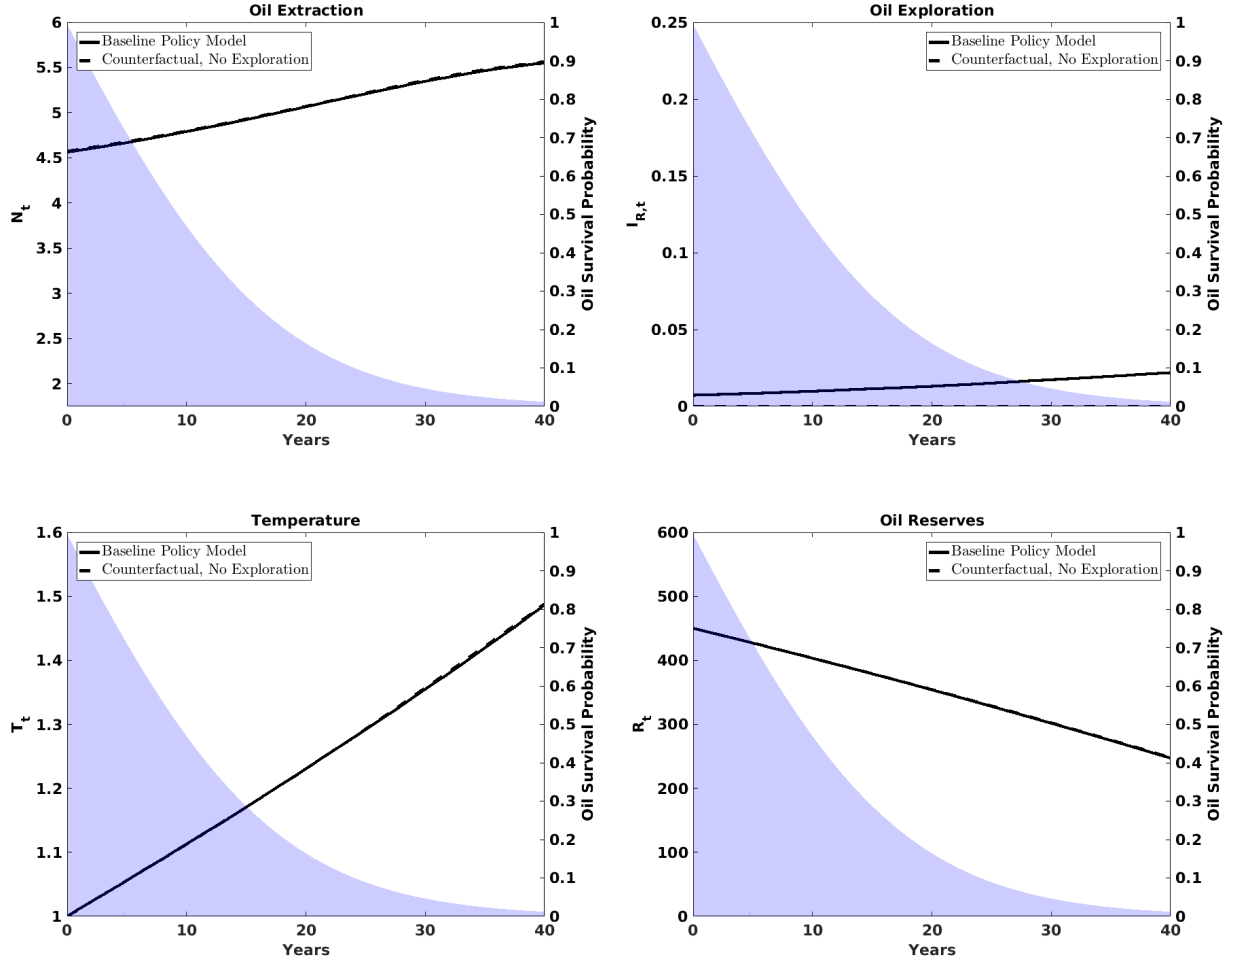 Oil Extraction
6
5.5
5
4.5
4
3.5
3
2.5
2
N_t
Baseline Policy Model
Counterfactual, No Exploration
1
0.9
0.8
0.7
0.6
0.5
0.4
0.3
0.2
0.1
0
Oil Survival Probability
0 10 20 30 40
Years
Oil Exploration
0.25
0.2
0.15
0.1
0.05
0
I_{R,t}
Baseline Policy Model
Counterfactual, No Exploration
1
0.9
0.8
0.7
0.6
0.5
0.4
0.3
0.2
0.1
0
Oil Survival Probability
0 10 20 30 40
Years
Temperature
1.6
1.5
1.4
1.3
1.2
1.1
1
T_t
Baseline Policy Model
Counterfactual, No Exploration
1
0.9
0.8
0.7
0.6
0.5
0.4
0.3
0.2
0.1
0
Oil Survival Probability
0 10 20 30 40
Years
Oil Reserves
600
500
400
300
200
100
0
R_t
Baseline Policy Model
Counterfactual, No Exploration
1
0.9
0.8
0.7
0.6
0.5
0.4
0.3
0.2
0.1
0
Oil Survival Probability
0 10 20 30 40
Years